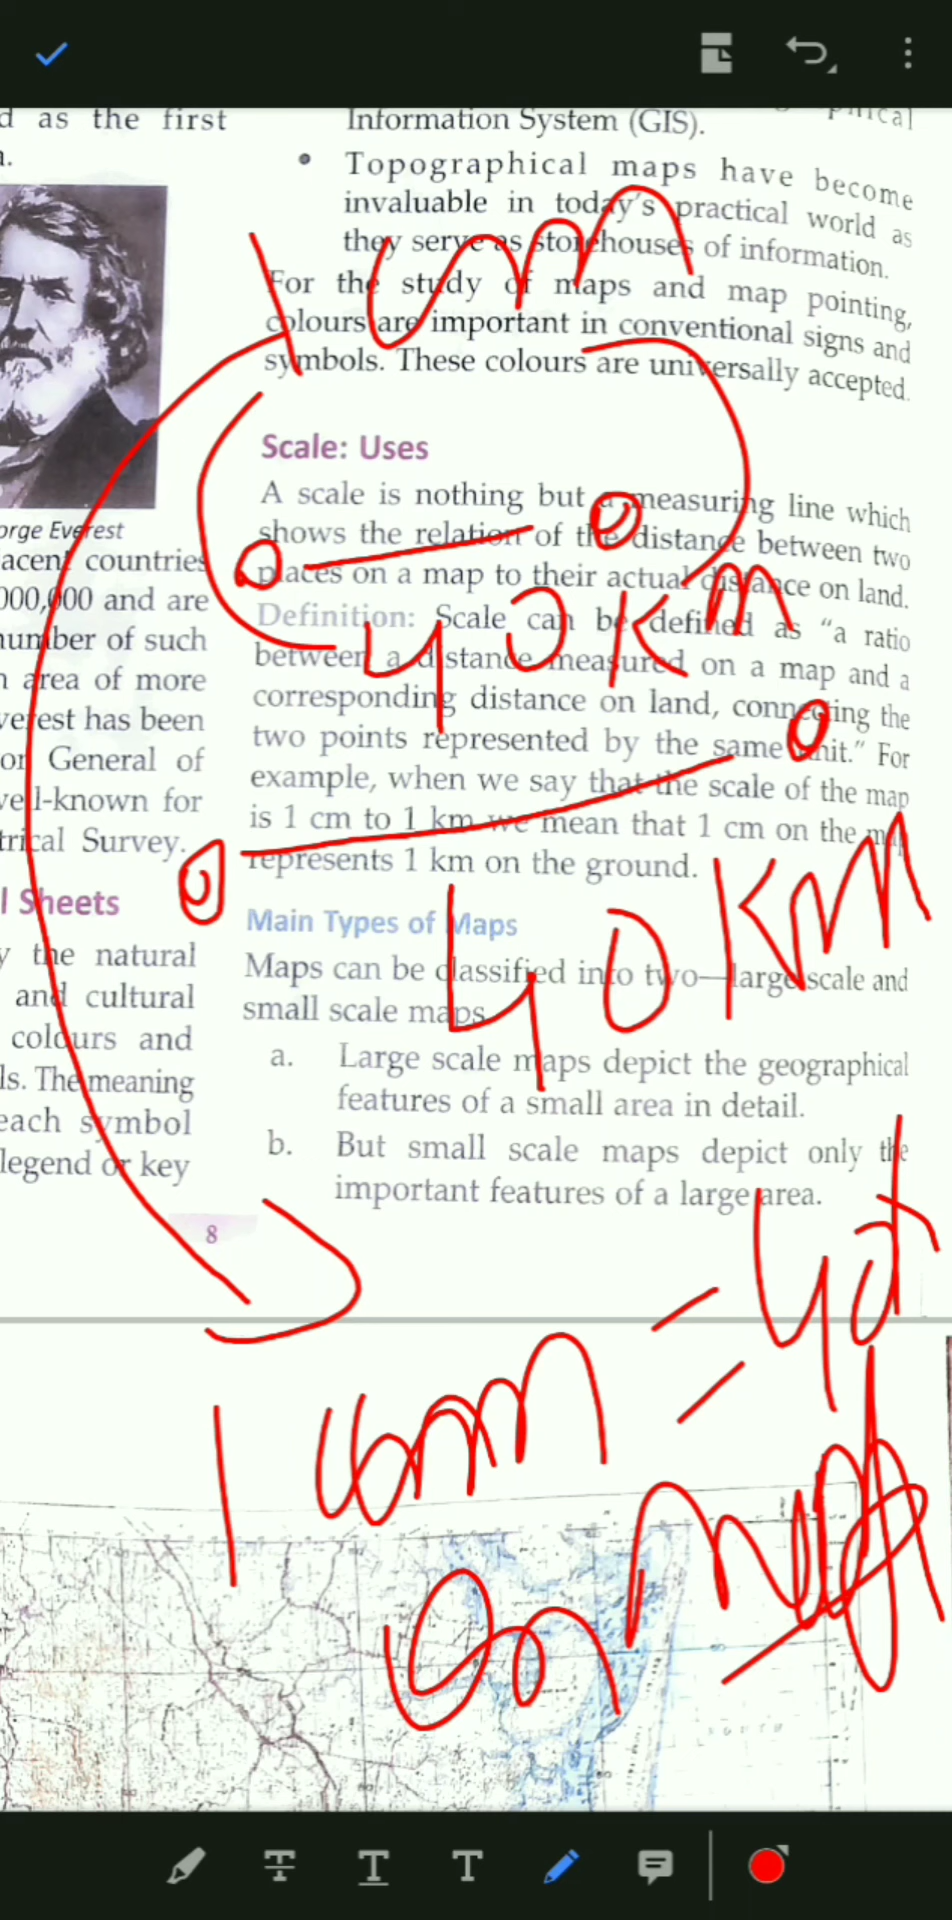 d as the first
Information System (GIS).
• Topographical maps have become
invaluable in today's practical world as
they serve as storehouses of information.
For the study of maps and map pointing,
colours are important in conventional signs and
symbols. These colours are universally accepted.
1 cm
Scale: Uses
A scale is nothing but a measuring line which
shows the relation of the distance between two
places on a map to their actual distance on land.
Definition: Scale can be defined as "a ratio
between a distance measured on a map and a
corresponding distance on land, connecting the
two points represented by the same unit." For
example, when we say that the scale of the map
is 1 cm to 1 km we mean that 1 cm on the map
represents 1 km on the ground.
40 km
40 km
Main Types of Maps
Maps can be classified into two—large scale and
small scale maps.
a. Large scale maps depict the geographical
features of a small area in detail.
b. But small scale maps depict only the
important features of a large area.
orge Everest
acent countries
000,000 and are
number of such
n area of more
verest has been
or General of
well-known for
trical Survey.
l Sheets
y the natural
and cultural
colours and
ls. The meaning
each symbol
legend or key
8
1 cm =
on
T
T
T